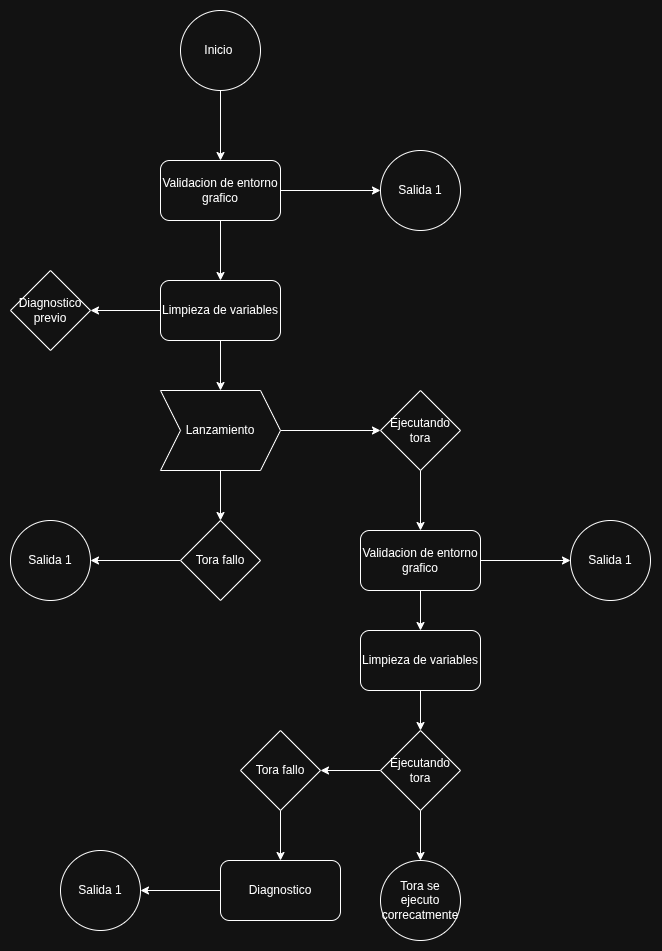 Inicio
Validacion de entorno
grafico
Salida 1
Diagnostico
previo
Limpieza de variables
Lanzamiento
Ejecutando
tora
Salida 1
Tora fallo
Validacion de entorno
grafico
Salida 1
Limpieza de variables
Tora fallo
Ejecutando
tora
Salida 1
Diagnostico
Tora se
ejecuto
correcatmente